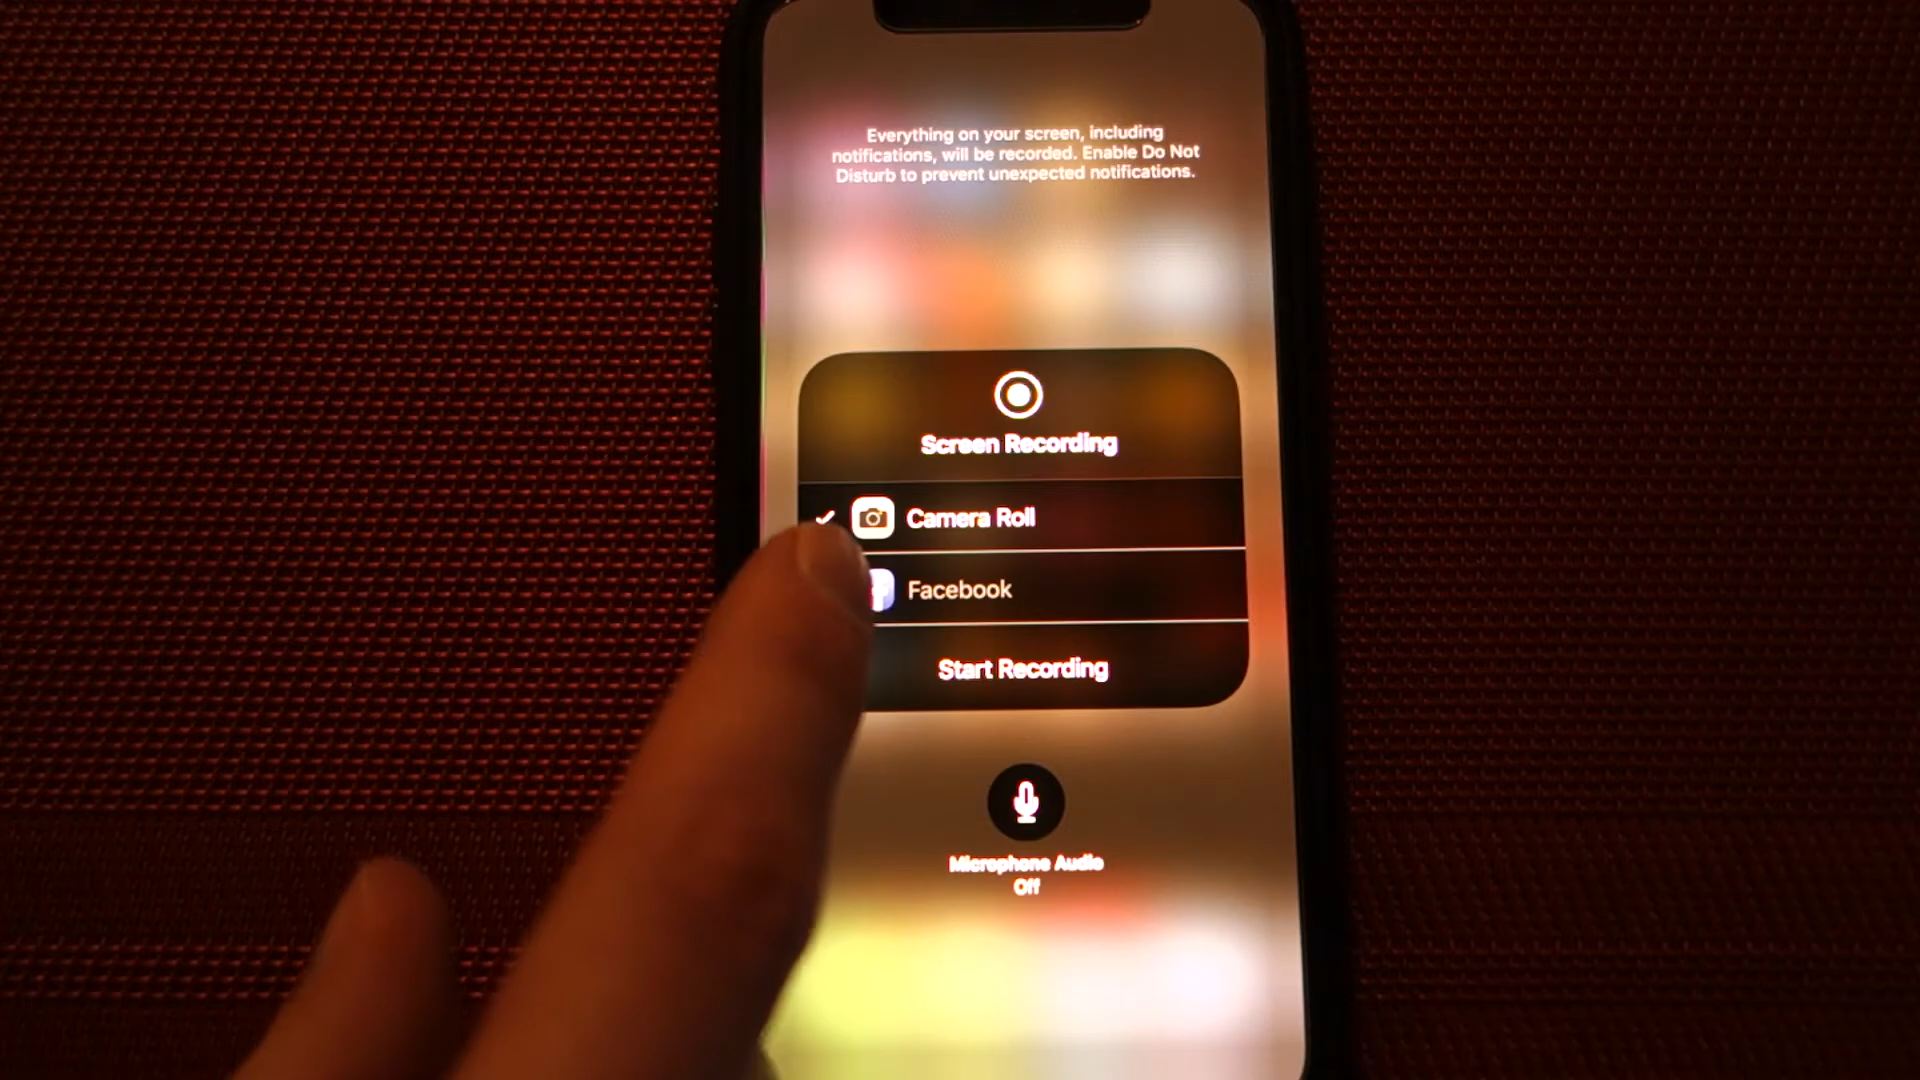 Everything on your screen, including
notifications, will be recorded. Enable Do Not
Disturb to prevent unexpected notifications.
Screen Recording
Camera Roll
Facebook
Start Recording
Microphone Audio
Off